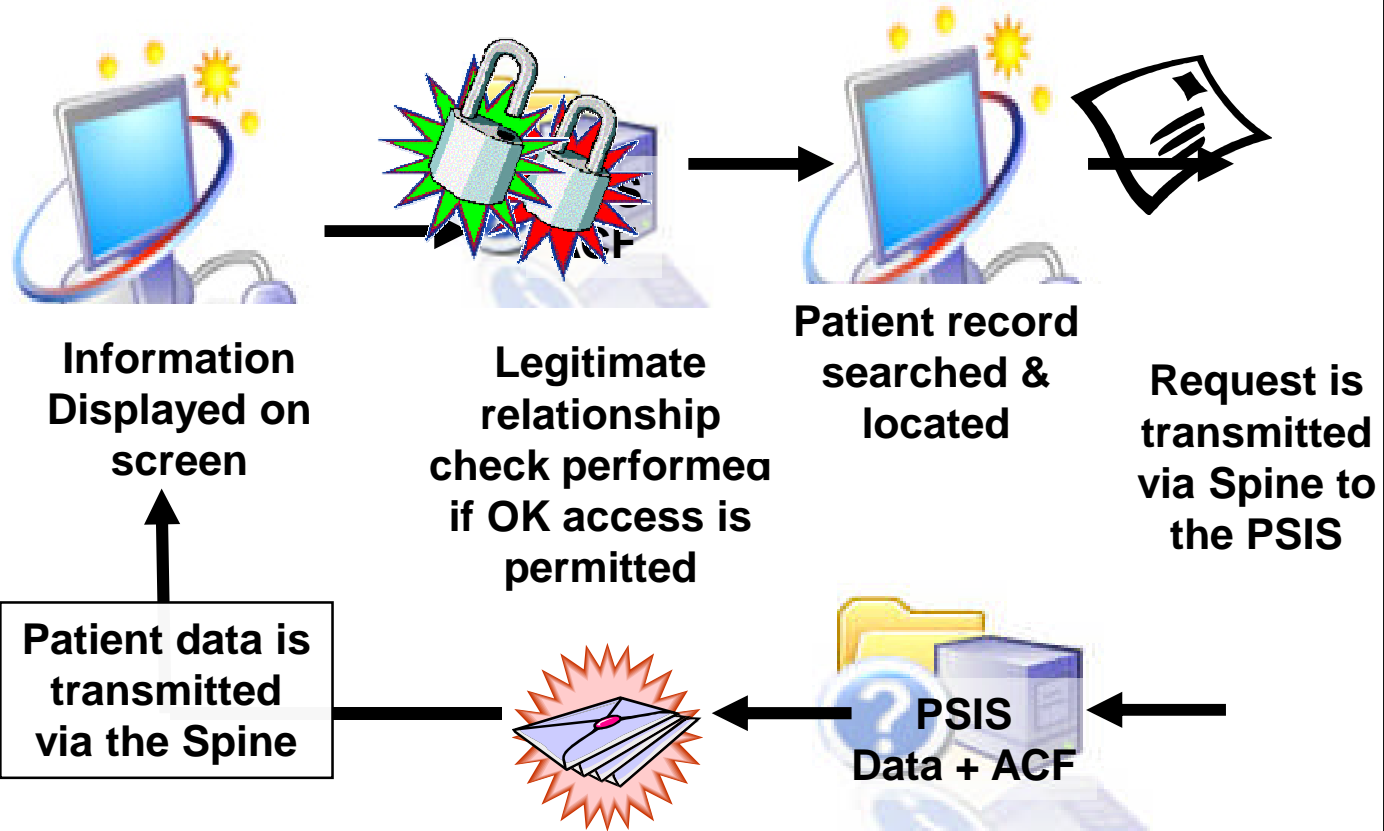 Information
Displayed on
screen
Legitimate
relationship
check performed
if OK access is
permitted
Patient record
searched &
located
Request is
transmitted
via Spine to
the PSIS
Patient data is
transmitted
via the Spine
PSIS
Data + ACF